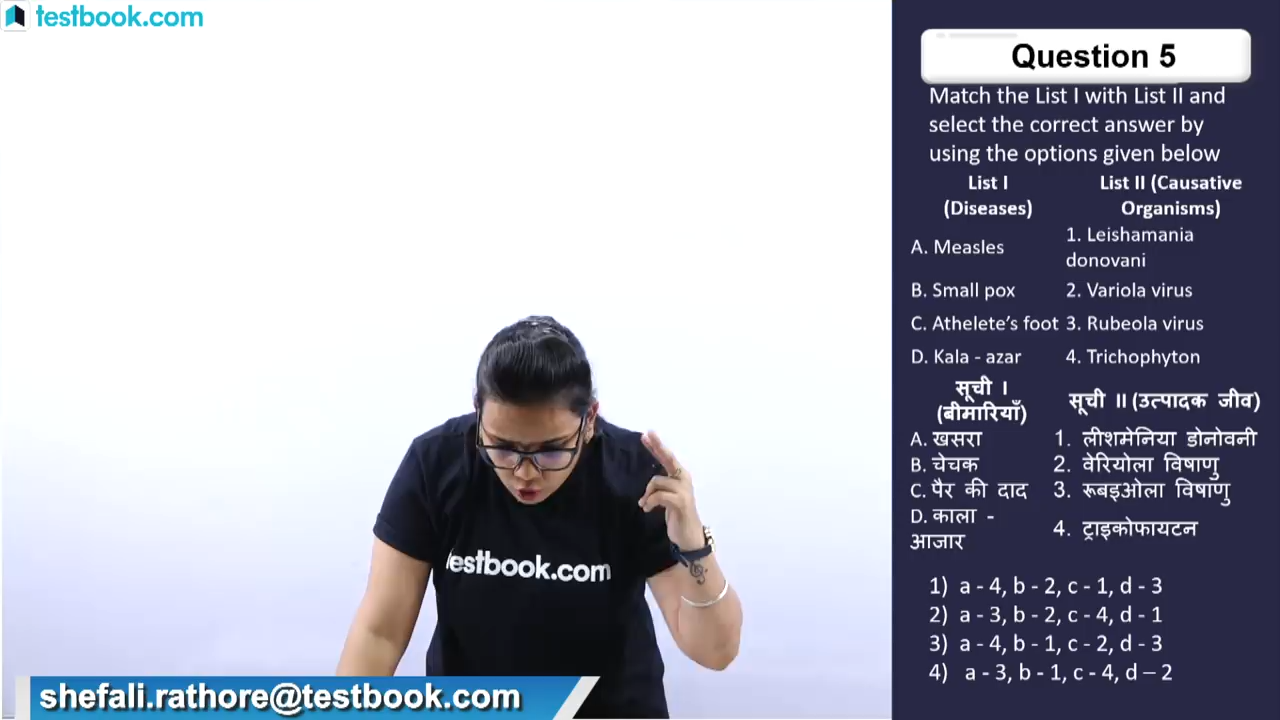 testbook.com
Question 5
Match the List I with List II and
select the correct answer by
using the options given below
List I
(Diseases)
List II (Causative
Organisms)
A. Measles
1. Leishamania
donovani
B. Small pox
2. Variola virus
C. Athelete’s foot
3. Rubeola virus
D. Kala - azar
4. Trichophyton
सूची I
(बीमारियाँ)
सूची II (उत्पादक जीव)
A. खसरा
1. लीशमेनिया डोनोवनी
B. चेचक
2. वेरियोला विषाणु
C. पैर की दाद
3. रूबइओला विषाणु
D. काला -
आजार
4. ट्राइकोफायटन
1) a - 4, b - 2, c - 1, d - 3
2) a - 3, b - 2, c - 4, d - 1
3) a - 4, b - 1, c - 2, d - 3
4) a - 3, b - 1, c - 4, d – 2
testbook.com
shefali.rathore@testbook.com